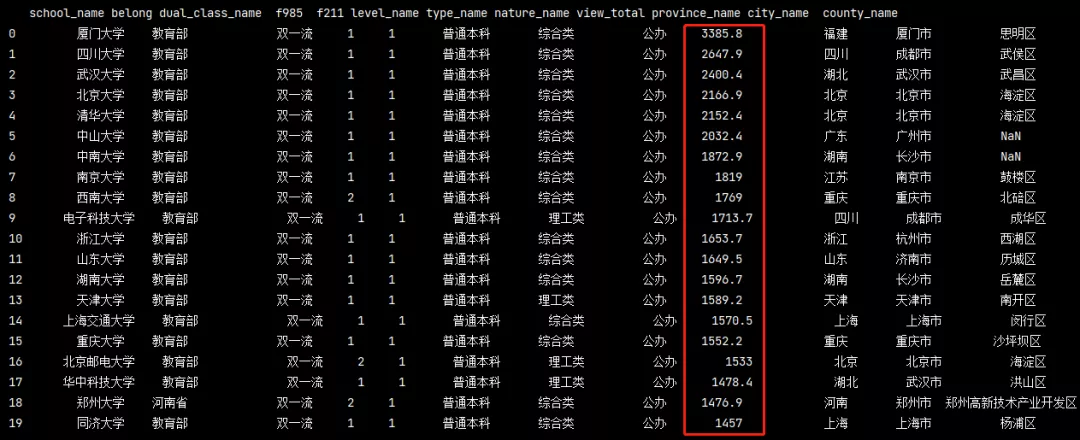 school_name belong dual_class_name f985 f211 level_name type_name nature_name view_total province_name city_name county_name
0 厦门大学 教育部 双一流 1 1 普通本科 综合类 公办 3385.8 福建 厦门市 思明区
1 四川大学 教育部 双一流 1 1 普通本科 综合类 公办 2647.9 四川 成都市 武侯区
2 武汉大学 教育部 双一流 1 1 普通本科 综合类 公办 2400.4 湖北 武汉市 武昌区
3 北京大学 教育部 双一流 1 1 普通本科 综合类 公办 2166.9 北京 北京市 海淀区
4 清华大学 教育部 双一流 1 1 普通本科 综合类 公办 2152.4 北京 北京市 海淀区
5 中山大学 教育部 双一流 1 1 普通本科 综合类 公办 2032.4 广东 广州市 NaN
6 中南大学 教育部 双一流 1 1 普通本科 综合类 公办 1872.9 湖南 长沙市 NaN
7 南京大学 教育部 双一流 1 1 普通本科 综合类 公办 1819 江苏 南京市 鼓楼区
8 西南大学 教育部 双一流 2 1 普通本科 综合类 公办 1769 重庆 重庆市 北碚区
9 电子科技大学 教育部 双一流 1 1 普通本科 理工类 公办 1713.7 四川 成都市 成华区
10 浙江大学 教育部 双一流 1 1 普通本科 综合类 公办 1653.7 浙江 杭州市 西湖区
11 山东大学 教育部 双一流 1 1 普通本科 综合类 公办 1649.5 山东 济南市 历城区
12 湖南大学 教育部 双一流 1 1 普通本科 综合类 公办 1596.7 湖南 长沙市 岳麓区
13 天津大学 教育部 双一流 1 1 普通本科 理工类 公办 1589.2 天津 天津市 南开区
14 上海交通大学 教育部 双一流 1 1 普通本科 综合类 公办 1570.5 上海 上海市 闵行区
15 重庆大学 教育部 双一流 1 1 普通本科 综合类 公办 1552.2 重庆 重庆市 沙坪坝区
16 北京邮电大学 教育部 双一流 2 1 普通本科 理工类 公办 1533 北京 北京市 海淀区
17 华中科技大学 教育部 双一流 1 1 普通本科 理工类 公办 1478.4 湖北 武汉市 洪山区
18 郑州大学 河南省 双一流 2 1 普通本科 综合类 公办 1476.9 河南 郑州市 郑州高新技术产业开发区
19 同济大学 教育部 双一流 1 1 普通本科 理工类 公办 1457 上海 上海市 杨浦区